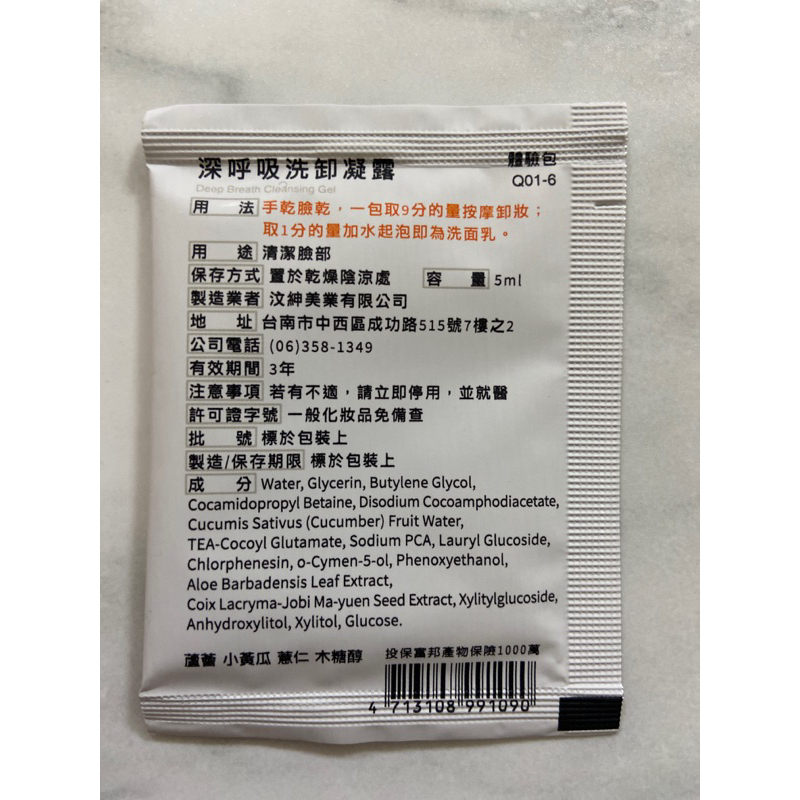 深呼吸洗卸凝露 體驗包
Deep Breath Cleansing Gel Q01-6
用 法 手乾臉乾，一包取9分的量按摩卸妝；
取1分的量加水起泡即為洗面乳。
用 途 清潔臉部
保存方式 置於乾燥陰涼處 容 量 5ml
製造業者 汶紳美業有限公司
地 址 台南市中西區成功路515號7樓之2
公司電話 (06)358-1349
有效期間 3年
注意事項 若有不適，請立即停用，並就醫
許可證字號 一般化妝品免備查
批 號 標於包裝上
製造/保存期限 標於包裝上
成 分 Water, Glycerin, Butylene Glycol,
Cocamidopropyl Betaine, Disodium Cocoamphodiacetate,
Cucumis Sativus (Cucumber) Fruit Water,
TEA-Cocoyl Glutamate, Sodium PCA, Lauryl Glucoside,
Chlorphenesin, o-Cymen-5-ol, Phenoxyethanol,
Aloe Barbadensis Leaf Extract,
Coix Lacryma-Jobi Ma-yuen Seed Extract, Xylitylglucoside,
Anhydroxylitol, Xylitol, Glucose.
蘆薈 小黃瓜 薏仁 木糖醇 投保富邦產物保險1000萬
4 713108 991090